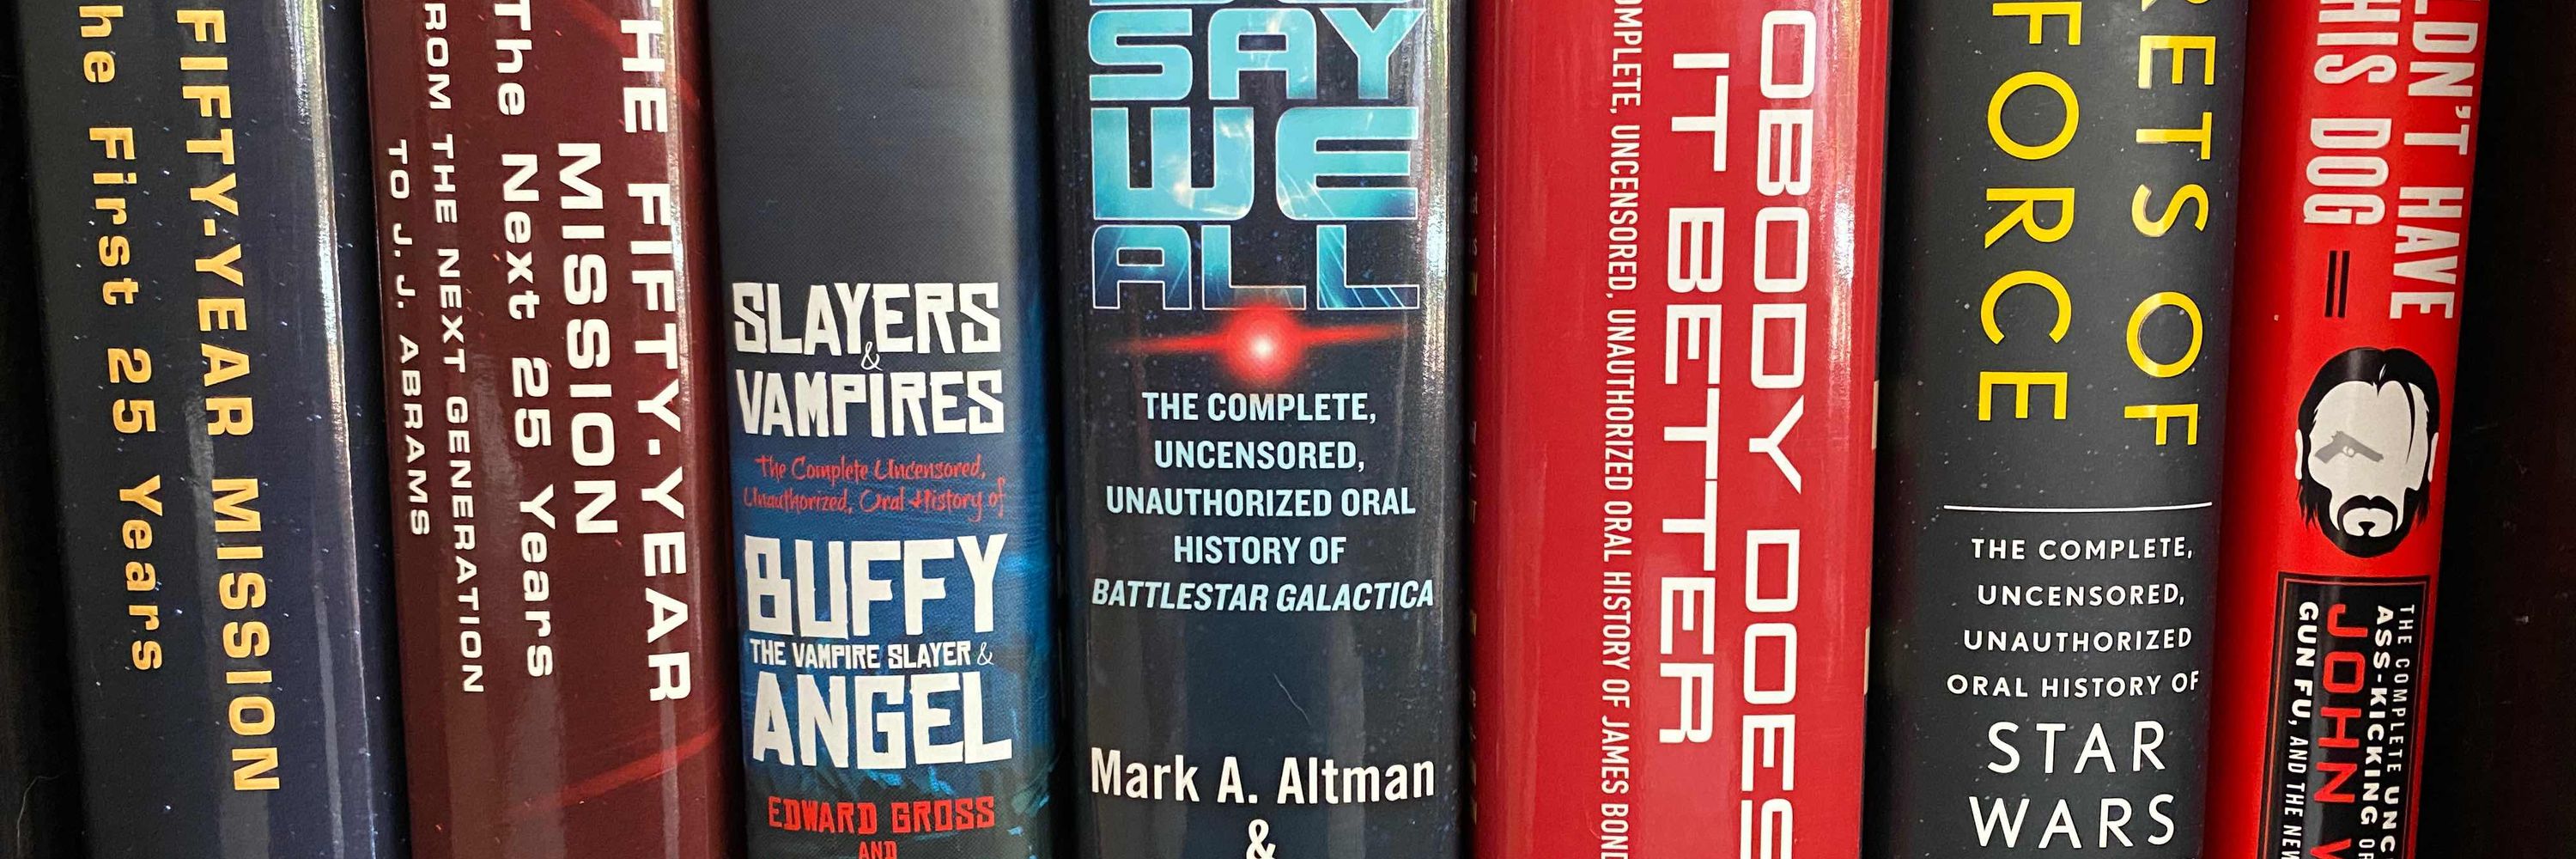 FIFTY-YEAR MISSION
The First 25 Years
THE FIFTY-YEAR
MISSION
The Next 25 Years
FROM THE NEXT GENERATION
TO J. J. ABRAMS
SLAYERS
&
VAMPIRES
The Complete Uncensored,
Unauthorized, Oral History of
BUFFY
THE VAMPIRE SLAYER &
ANGEL
EDWARD GROSS
AND
SAY
WE
ALL
THE COMPLETE,
UNCENSORED,
UNAUTHORIZED ORAL
HISTORY OF
BATTLESTAR GALACTICA
Mark A. Altman
&
OBODY DOES
IT BETTER
OMPLETE, UNCENSORED, UNAUTHORIZED ORAL HISTORY OF JAMES BOND
RETS OF
FORCE
THE COMPLETE,
UNCENSORED,
UNAUTHORIZED
ORAL HISTORY OF
STAR
WARS
LDN'T HAVE
HIS DOG
THE COMPLETE UNC
ASS-KICKING OF
JOHN W
GUN FU, AND THE NEW